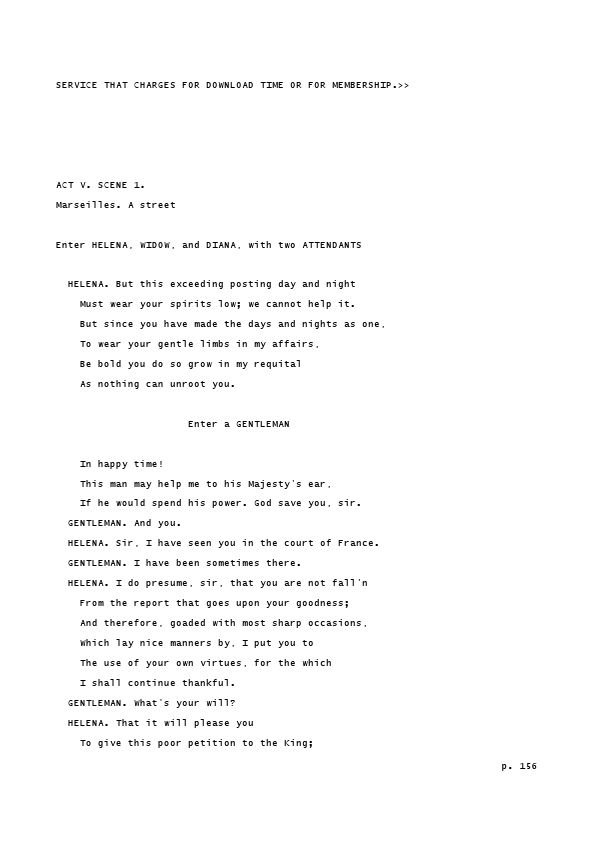 SERVICE THAT CHARGES FOR DOWNLOAD TIME OR FOR MEMBERSHIP.>>
ACT V. SCENE 1.
Marseilles. A street
Enter HELENA, WIDOW, and DIANA, with two ATTENDANTS
HELENA. But this exceeding posting day and night
Must wear your spirits low; we cannot help it.
But since you have made the days and nights as one,
To wear your gentle limbs in my affairs,
Be bold you do so grow in my requital
As nothing can unroot you.
Enter a GENTLEMAN
In happy time!
This man may help me to his Majesty's ear,
If he would spend his power. God save you, sir.
GENTLEMAN. And you.
HELENA. Sir, I have seen you in the court of France.
GENTLEMAN. I have been sometimes there.
HELENA. I do presume, sir, that you are not fall'n
From the report that goes upon your goodness;
And therefore, goaded with most sharp occasions,
Which lay nice manners by, I put you to
The use of your own virtues, for the which
I shall continue thankful.
GENTLEMAN. What's your will?
HELENA. That it will please you
To give this poor petition to the King;
p. 156